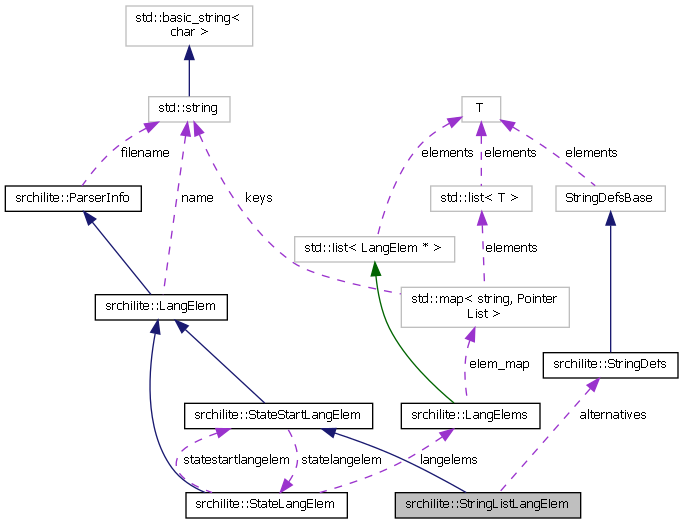 std::basic_string<
char >
std::string
T
filename
elements
elements
elements
srchilite::ParserInfo
name
keys
std::list< T >
StringDefsBase
std::list< LangElem * >
elements
srchilite::LangElem
std::map< string, Pointer
List >
elem_map
srchilite::StringDefs
srchilite::StateStartLangElem
srchilite::LangElems
alternatives
statestartlangelem
statelangelem
langelems
srchilite::StateLangElem
srchilite::StringListLangElem